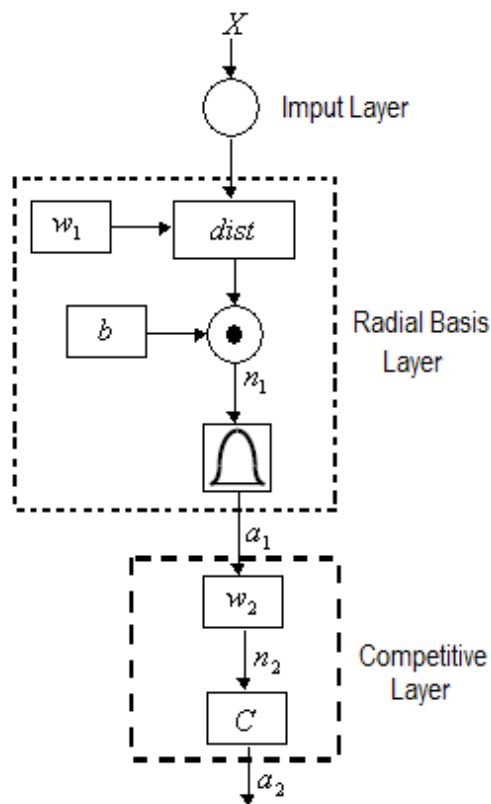 X
Imput Layer
w1
dist
b
n1
Radial Basis
Layer
a1
w2
n2
Competitive
Layer
C
a2